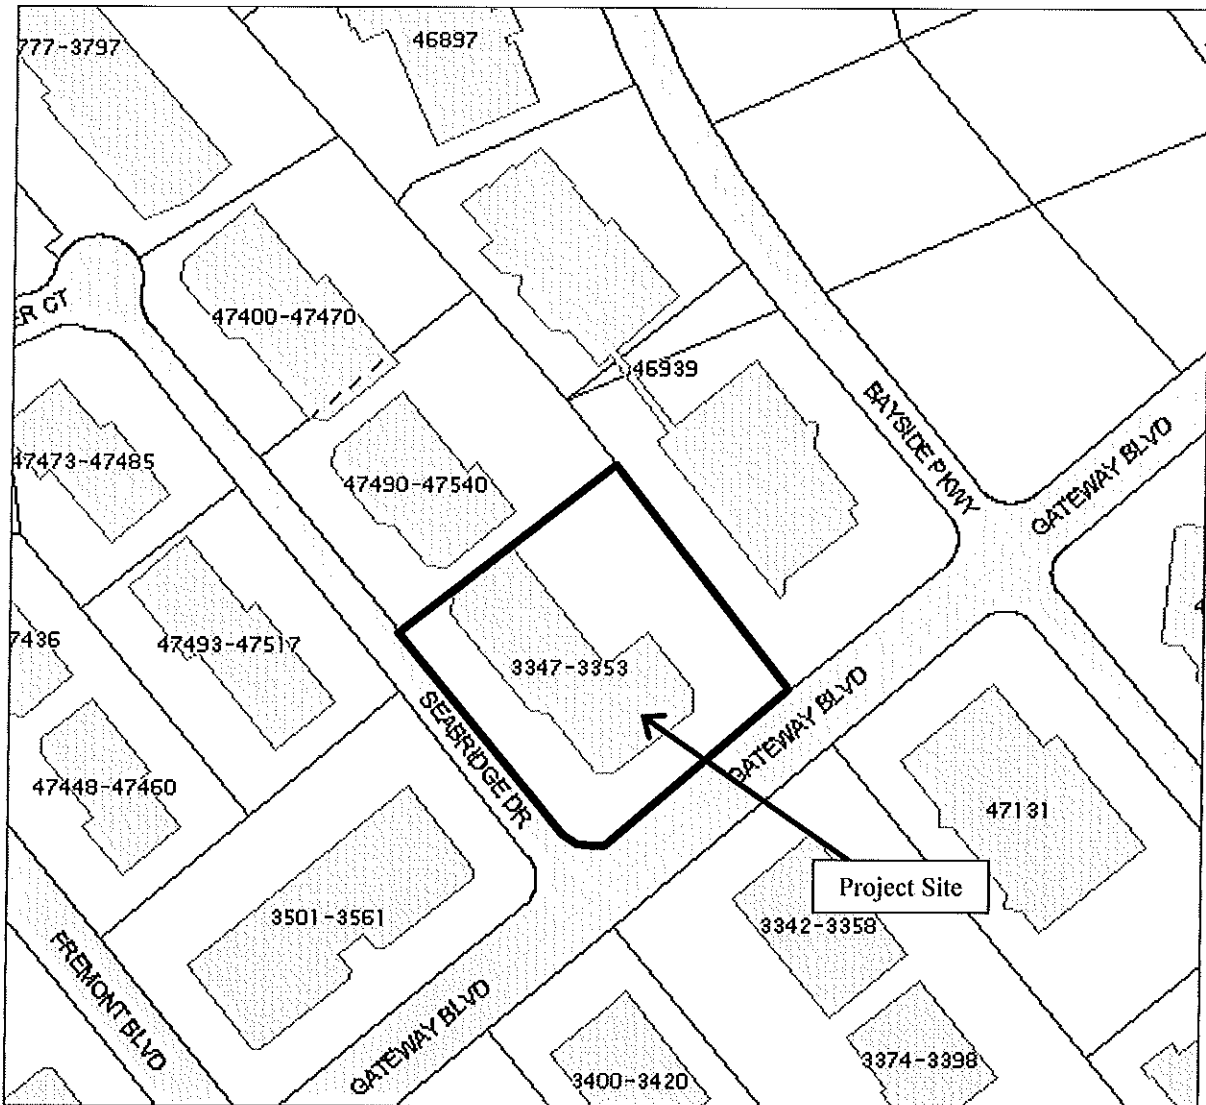 777-3797
46897
ER CT
47400-47470
46939
BAYSIDE PKWY
GATEWAY BLVD
47473-47485
47490-47540
7436
47493-47517
3347-3353
SEABRIDGE DR
GATEWAY BLVD
47448-47460
47131
Project Site
3501-3561
3342-3358
FREMONT BLVD
GATEWAY BLVD
3400-3420
3374-3398